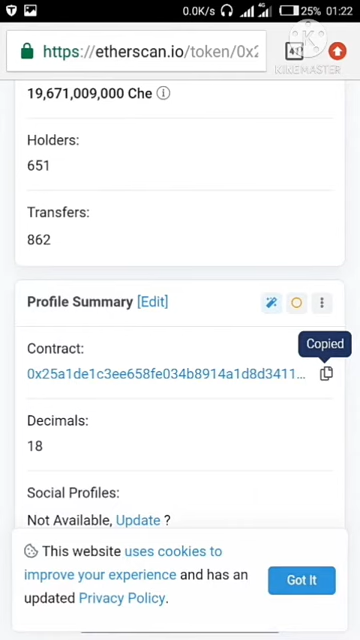 0.0K/s 4G 25% 01:22
https://etherscan.io/token/0x2
KINEMASTER
19,671,009,000 Che
Holders:
651
Transfers:
862
Profile Summary [Edit]
Copied
Contract:
0x25a1de1c3ee658fe034b8914a1d8d3411...
Decimals:
18
Social Profiles:
Not Available, Update ?
This website uses cookies to
improve your experience and has an
updated Privacy Policy.
Got It